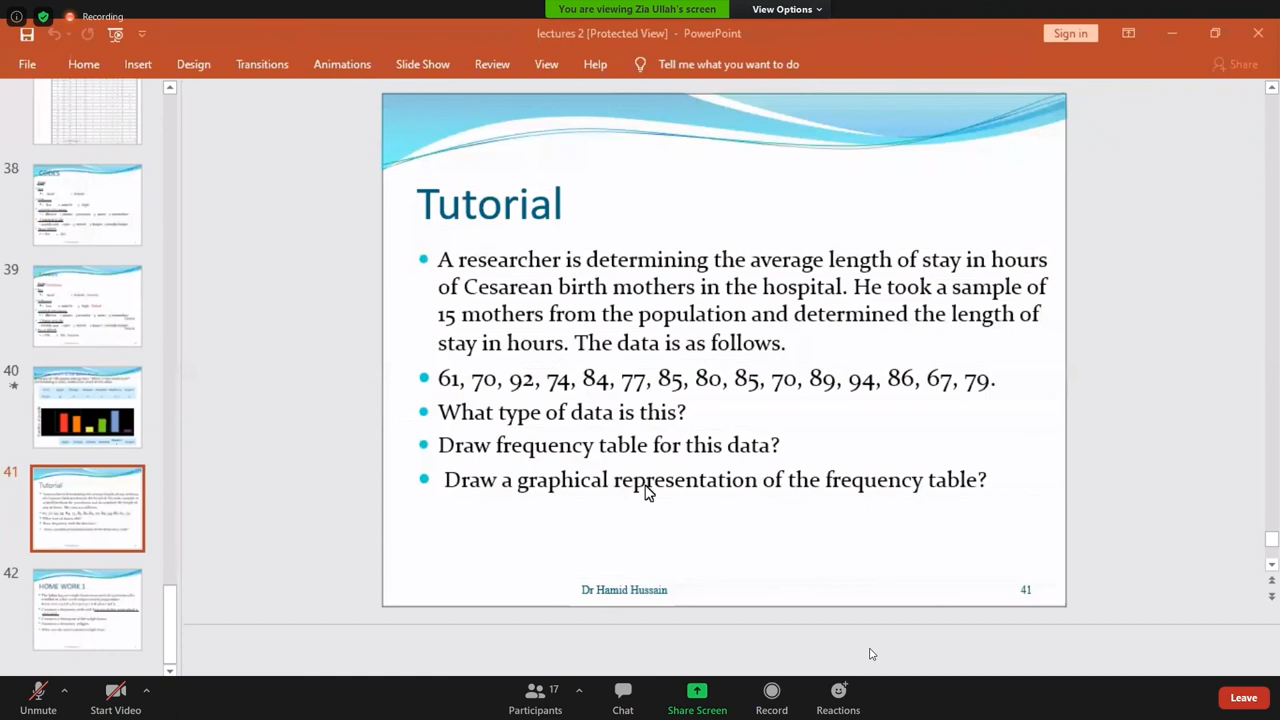 Recording
You are viewing Zia Ullah's screen
View Options
lectures 2 [Protected View] - PowerPoint
Sign in
File Home Insert Design Transitions Animations Slide Show Review View Help Tell me what you want to do Share
38
39
40
41
42
HOME WORK 1
Tutorial
• A researcher is determining the average length of stay in hours
of Cesarean birth mothers in the hospital. He took a sample of
15 mothers from the population and determined the length of
stay in hours. The data is as follows.
• 61, 70, 92, 74, 84, 77, 85, 80, 85, 70, 89, 94, 86, 67, 79.
• What type of data is this?
• Draw frequency table for this data?
• Draw a graphical representation of the frequency table?
Dr Hamid Hussain
41
Unmute
Start Video
17
Participants
Chat
Share Screen
Record
Reactions
Leave